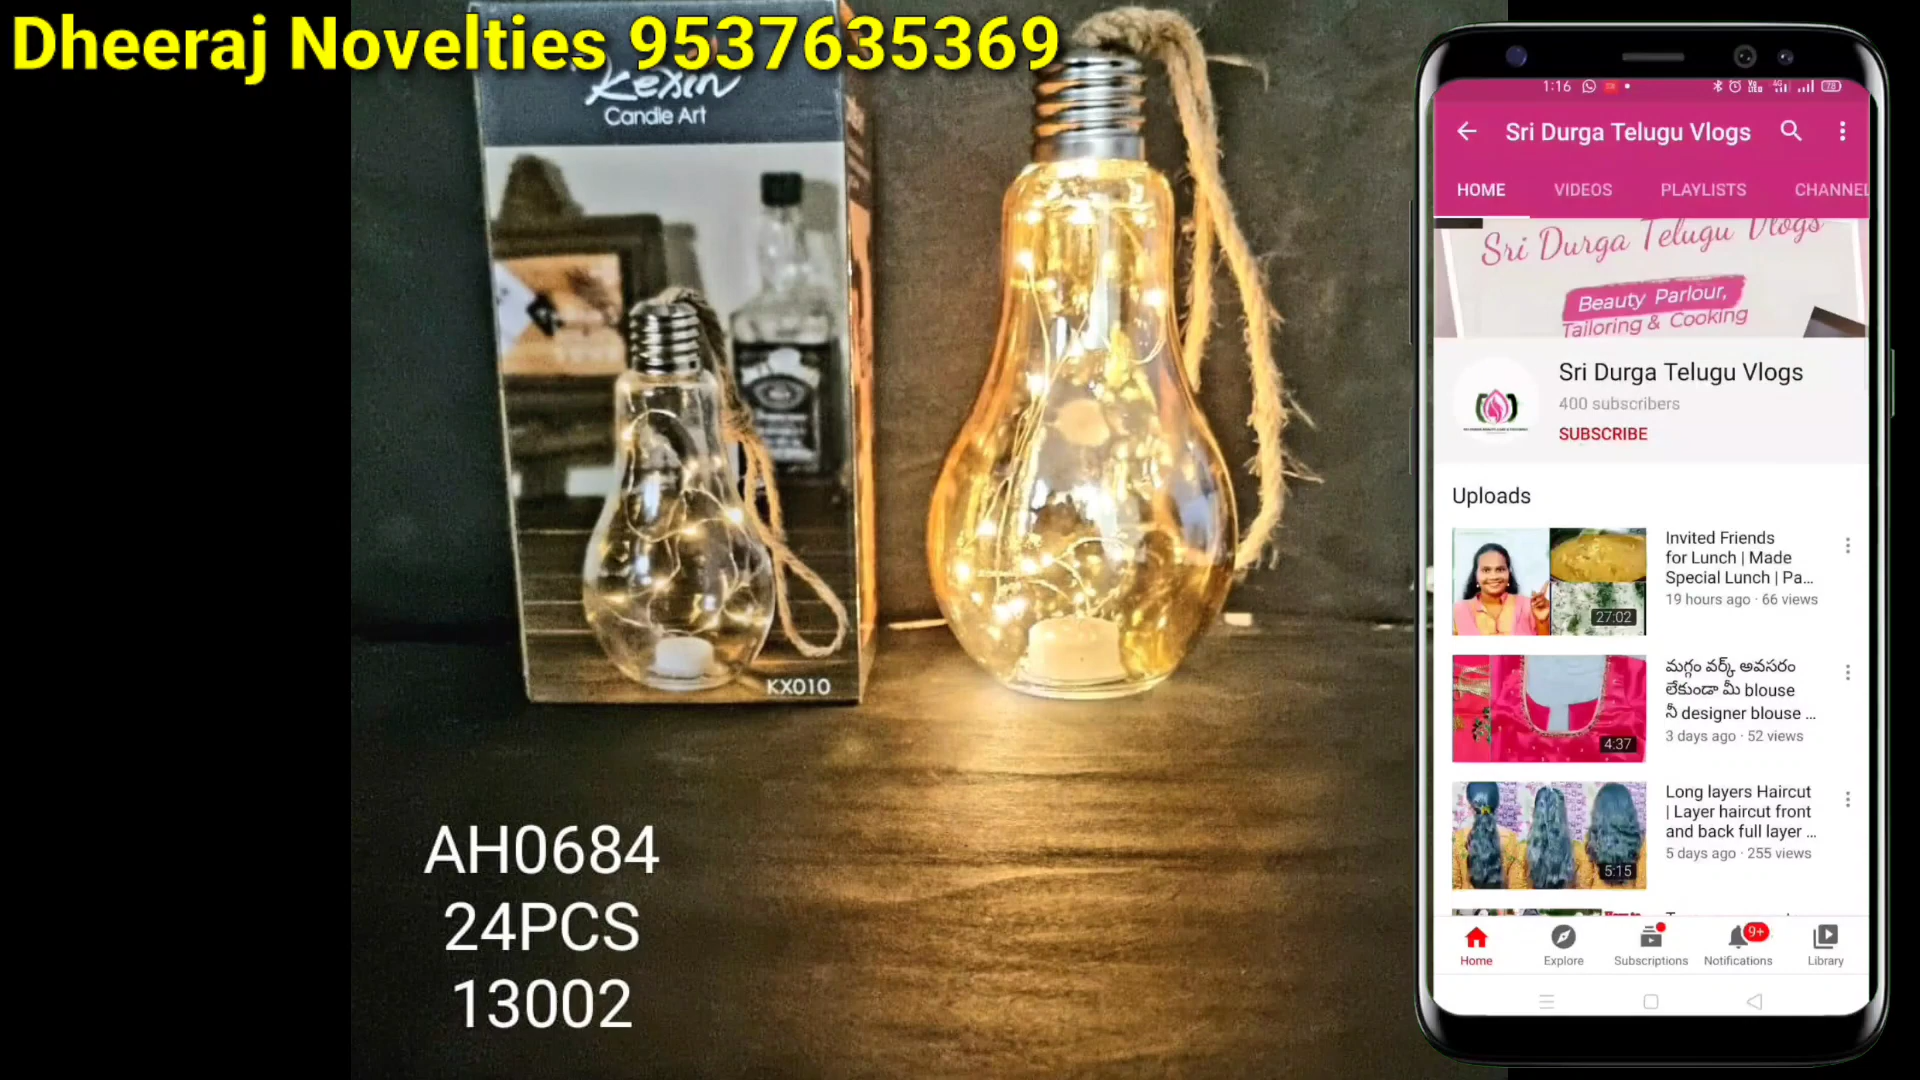 Dheeraj Novelties 9537635369
Kexin
Candle Art
KX010
AH0684
24PCS
13002
1:16
Sri Durga Telugu Vlogs
HOME VIDEOS PLAYLISTS CHANNEL
Sri Durga Telugu Vlogs
Beauty Parlour,
Tailoring & Cooking
Sri Durga Telugu Vlogs
400 subscribers
SUBSCRIBE
Uploads
27:02
Invited Friends
for Lunch | Made
Special Lunch | Pa...
19 hours ago · 66 views
4:37
మగ్గం వర్క్ అవసరం
లేకుండా మీ blouse
నీ designer blouse ...
3 days ago · 52 views
5:15
Long layers Haircut
| Layer haircut front
and back full layer ...
5 days ago · 255 views
9+
Home Explore Subscriptions Notifications Library